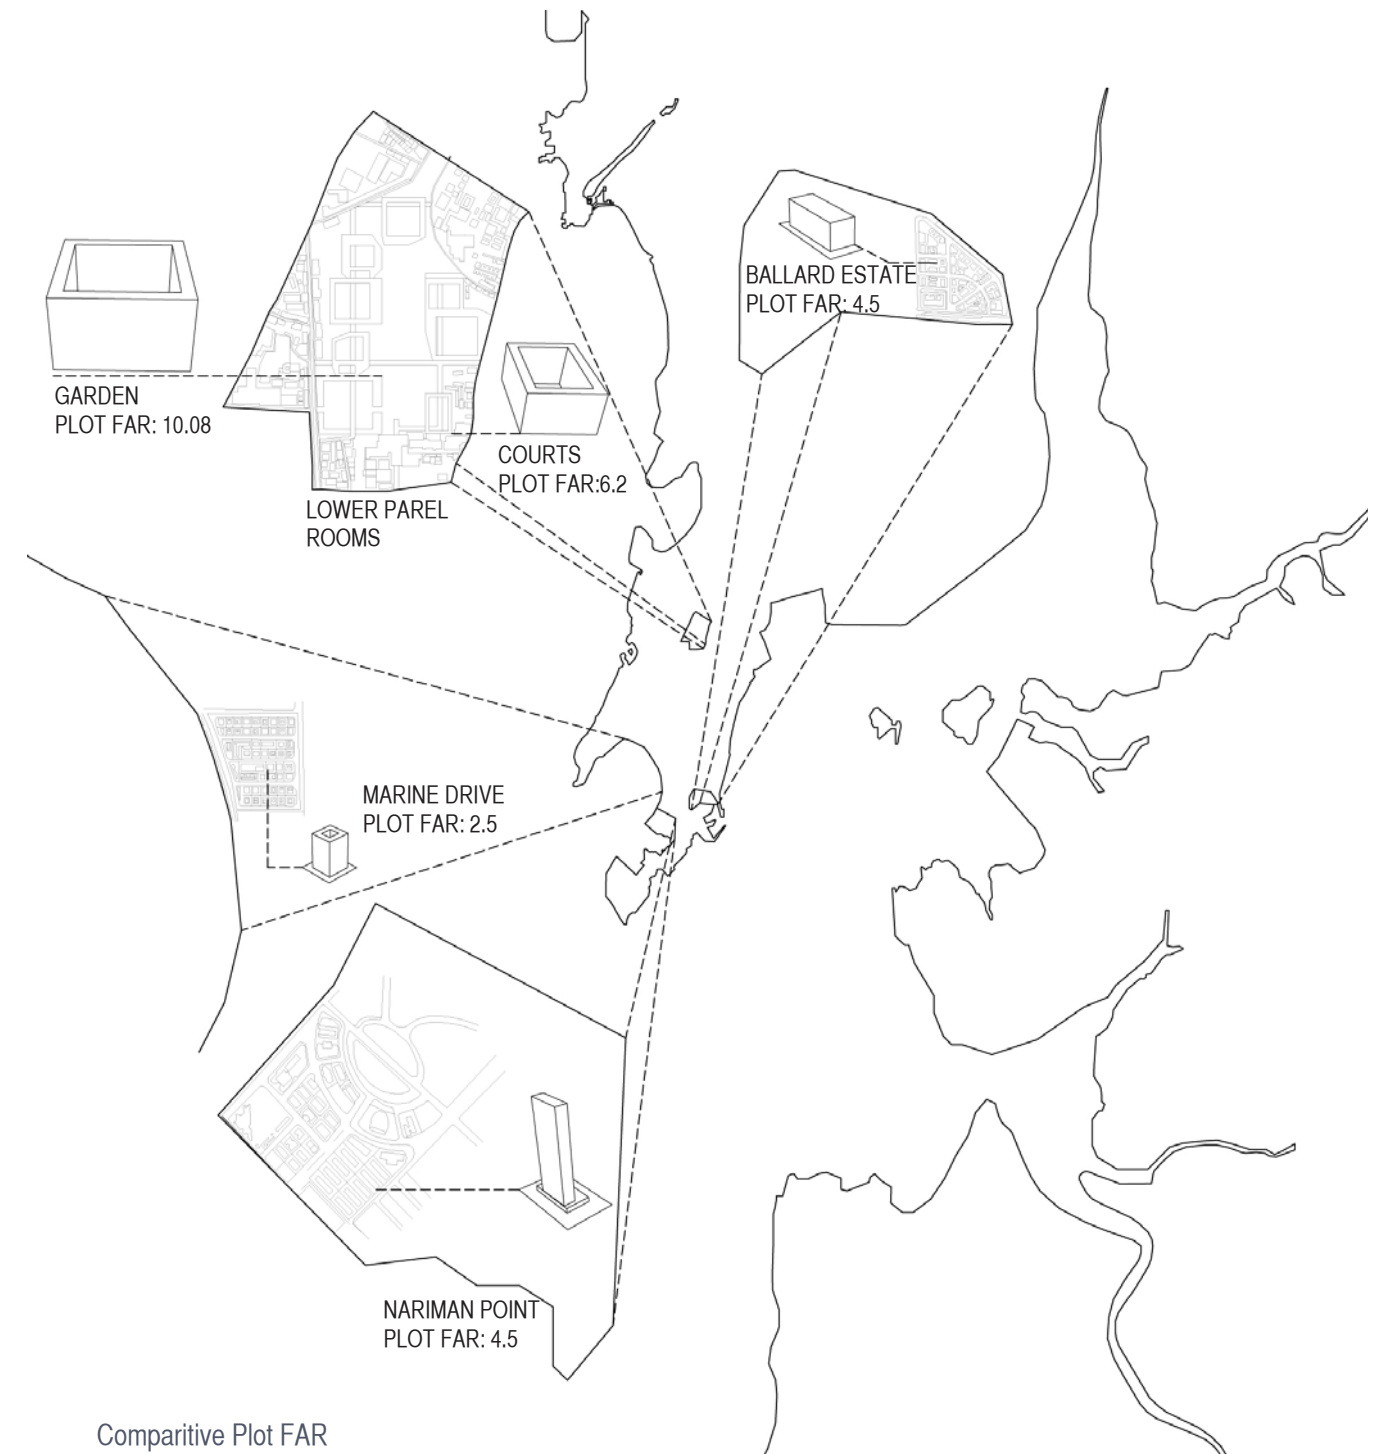 BALLARD ESTATE
PLOT FAR: 4.5
GARDEN
PLOT FAR: 10.08
COURTS
PLOT FAR:6.2
LOWER PAREL
ROOMS
MARINE DRIVE
PLOT FAR: 2.5
NARIMAN POINT
PLOT FAR: 4.5
Comparitive Plot FAR